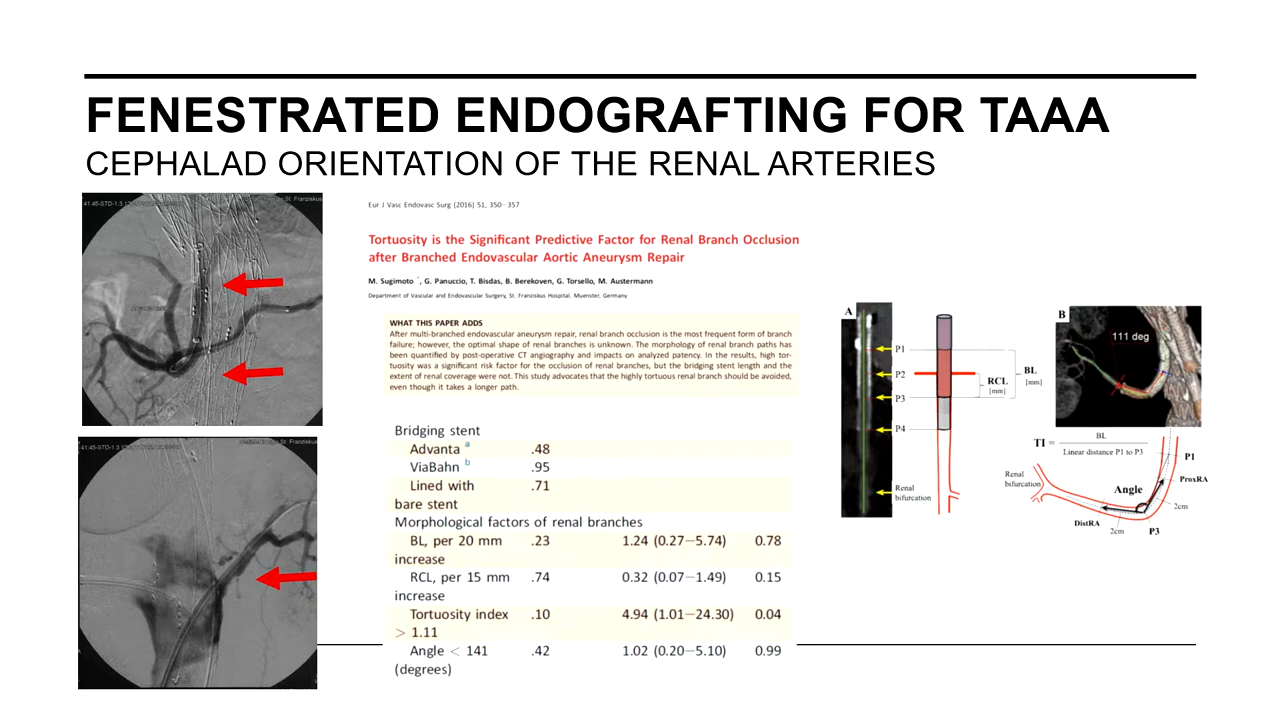 FENESTRATED ENDOGRAFTING FOR TAAA
CEPHALAD ORIENTATION OF THE RENAL ARTERIES
St. Franziskus
Eur J Vasc Endovasc Surg (2016) 51, 350–357
Tortuosity is the Significant Predictive Factor for Renal Branch Occlusion
after Branched Endovascular Aortic Aneurysm Repair
M. Sugimoto *, G. Panuccio, T. Bisdas, B. Berekoven, G. Torsello, M. Austermann
Department of Vascular and Endovascular Surgery, St. Franziskus Hospital, Muenster, Germany
WHAT THIS PAPER ADDS
After multi-branched endovascular aneurysm repair, renal branch occlusion is the most frequent form of branch
failure; however, the optimal shape of renal branches is unknown. The morphology of renal branch paths has
been quantified by post-operative CT angiography and impacts on analyzed patency. In the results, high tor-
tuosity was a significant risk factor for the occlusion of renal branches, but the bridging stent length and the
extent of renal coverage were not. This study advocates that the highly tortuous renal branch should be avoided,
even though it takes a longer path.
Bridging stent
Advanta a .48
ViaBahn b .95
Lined with .71
bare stent
Morphological factors of renal branches
BL, per 20 mm .23 1.24 (0.27–5.74) 0.78
increase
RCL, per 15 mm .74 0.32 (0.07–1.49) 0.15
increase
Tortuosity index .10 4.94 (1.01–24.30) 0.04
> 1.11
Angle < 141 .42 1.02 (0.20–5.10) 0.99
(degrees)
A
P1
P2
P3
P4
Renal
bifurcation
RCL
[mm]
BL
[mm]
B
111 deg
TI = BL
Linear distance P1 to P3
P1
Renal
bifurcation
ProxRA
Angle
2cm
DistRA
2cm
P3